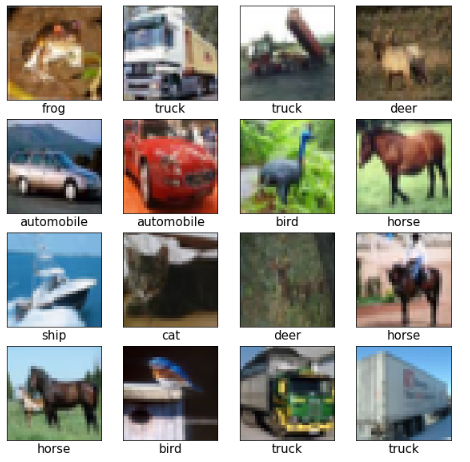 frog truck truck deer
automobile automobile bird horse
ship cat deer horse
horse bird truck truck